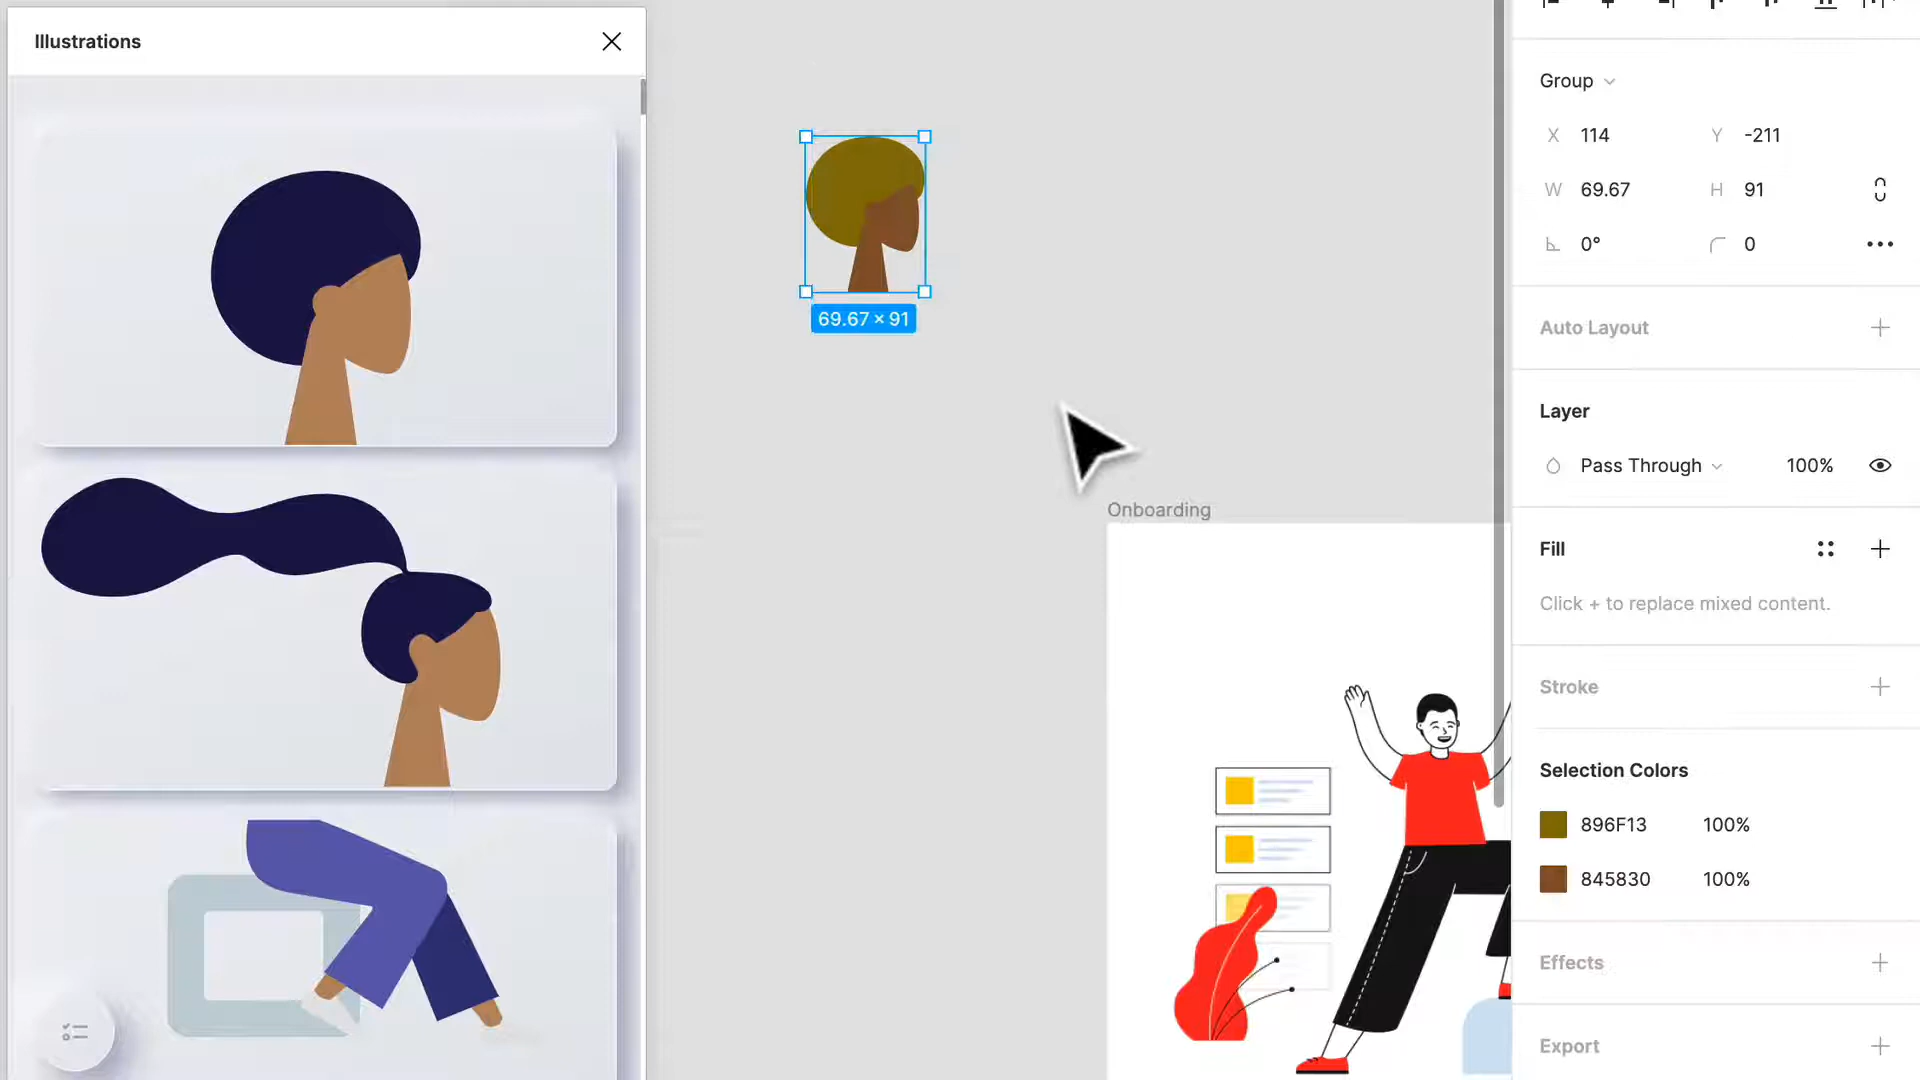 Illustrations
69.67 × 91
Onboarding
Group
X 114 Y -211
W 69.67 H 91
0° 0
Auto Layout
Layer
Pass Through 100%
Fill
Click + to replace mixed content.
Stroke
Selection Colors
896F13 100%
845830 100%
Effects
Export